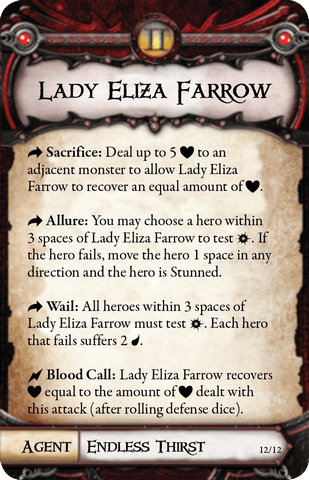 III
LADY ELIZA FARROW
Sacrifice: Deal up to 5 ♥ to an
adjacent monster to allow Lady Eliza
Farrow to recover an equal amount of ♥.
Allure: You may choose a hero within
3 spaces of Lady Eliza Farrow to test . If
the hero fails, move the hero 1 space in any
direction and the hero is Stunned.
Wail: All heroes within 3 spaces of
Lady Eliza Farrow must test . Each hero
that fails suffers 2 .
Blood Call: Lady Eliza Farrow recovers
♥ equal to the amount of ♥ dealt with
this attack (after rolling defense dice).
AGENT ENDLESS THIRST 12/12